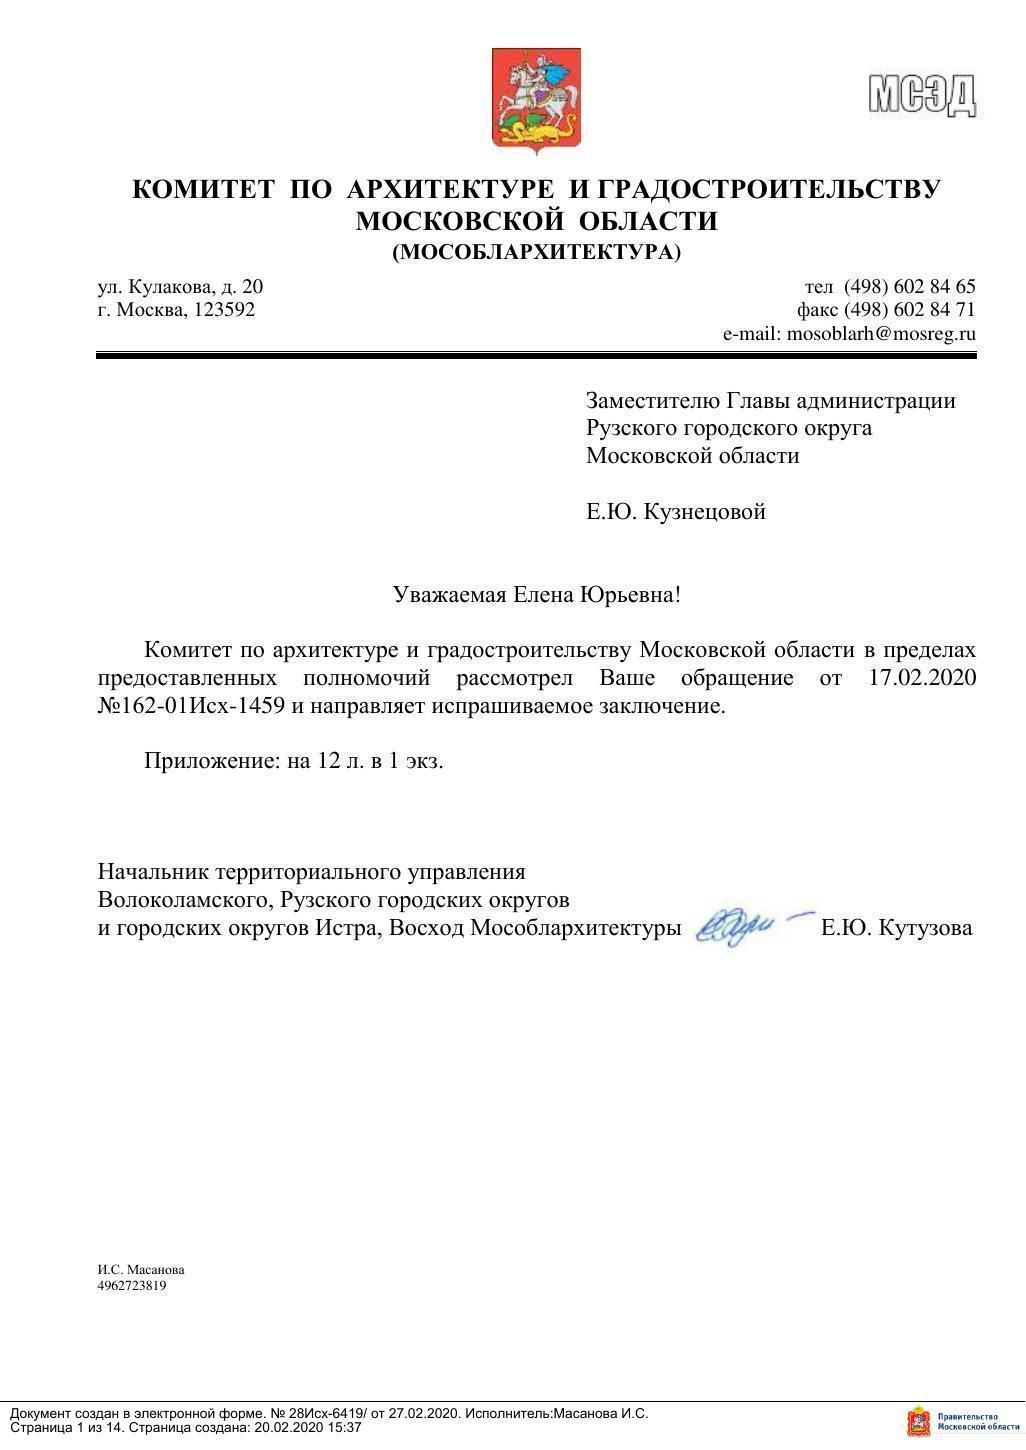 МСЭД
КОМИТЕТ ПО АРХИТЕКТУРЕ И ГРАДОСТРОИТЕЛЬСТВУ
МОСКОВСКОЙ ОБЛАСТИ
(МОСОБЛАРХИТЕКТУРА)
ул. Кулакова, д. 20
г. Москва, 123592
тел (498) 602 84 65
факс (498) 602 84 71
e-mail: mosoblarh@mosreg.ru
Заместителю Главы администрации
Рузского городского округа
Московской области
Е.Ю. Кузнецовой
Уважаемая Елена Юрьевна!
Комитет по архитектуре и градостроительству Московской области в пределах
предоставленных полномочий рассмотрел Ваше обращение от 17.02.2020
№162-01Исх-1459 и направляет испрашиваемое заключение.
Приложение: на 12 л. в 1 экз.
Начальник территориального управления
Волоколамского, Рузского городских округов
и городских округов Истра, Восход Мособлархитектуры Е.Ю. Кутузова
И.С. Масанова
4962723819
Документ создан в электронной форме. № 28Исх-6419/ от 27.02.2020. Исполнитель:Масанова И.С.
Страница 1 из 14. Страница создана: 20.02.2020 15:37
Правительство
Московской области